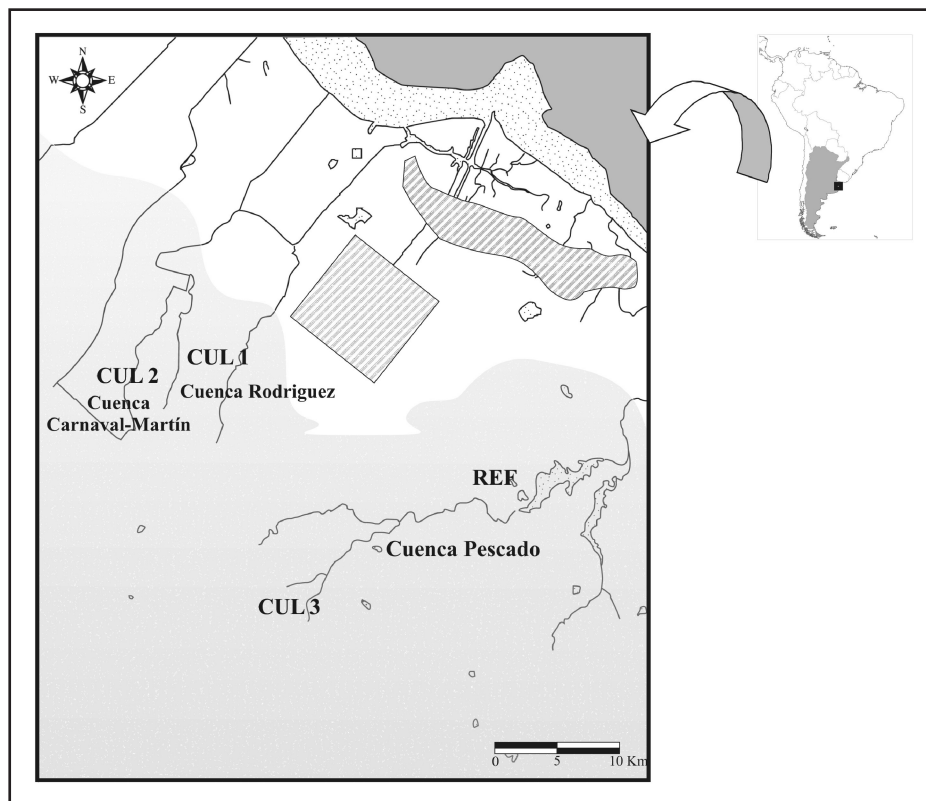 N
W E
S
CUL 1
CUL 2
Cuenca Rodriguez
Cuenca
Carnaval-Martín
REF
Cuenca Pescado
CUL 3
0 5 10 Km